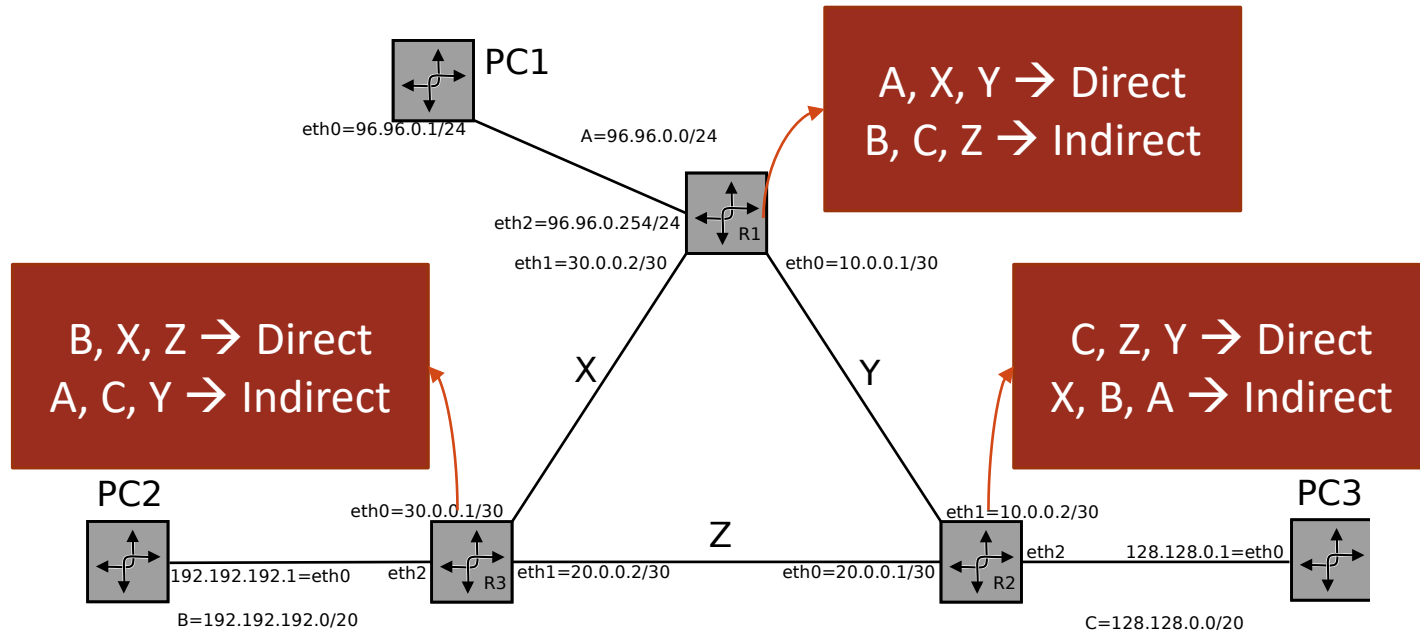 PC1
eth0=96.96.0.1/24
A=96.96.0.0/24
A, X, Y → Direct
B, C, Z → Indirect
eth2=96.96.0.254/24
R1
eth1=30.0.0.2/30
eth0=10.0.0.1/30
B, X, Z → Direct
A, C, Y → Indirect
X
Y
C, Z, Y → Direct
X, B, A → Indirect
PC2
eth0=30.0.0.1/30
Z
eth1=10.0.0.2/30
PC3
192.192.192.1=eth0
eth2
R3
eth1=20.0.0.2/30
eth0=20.0.0.1/30
R2
eth2
128.128.0.1=eth0
B=192.192.192.0/20
C=128.128.0.0/20